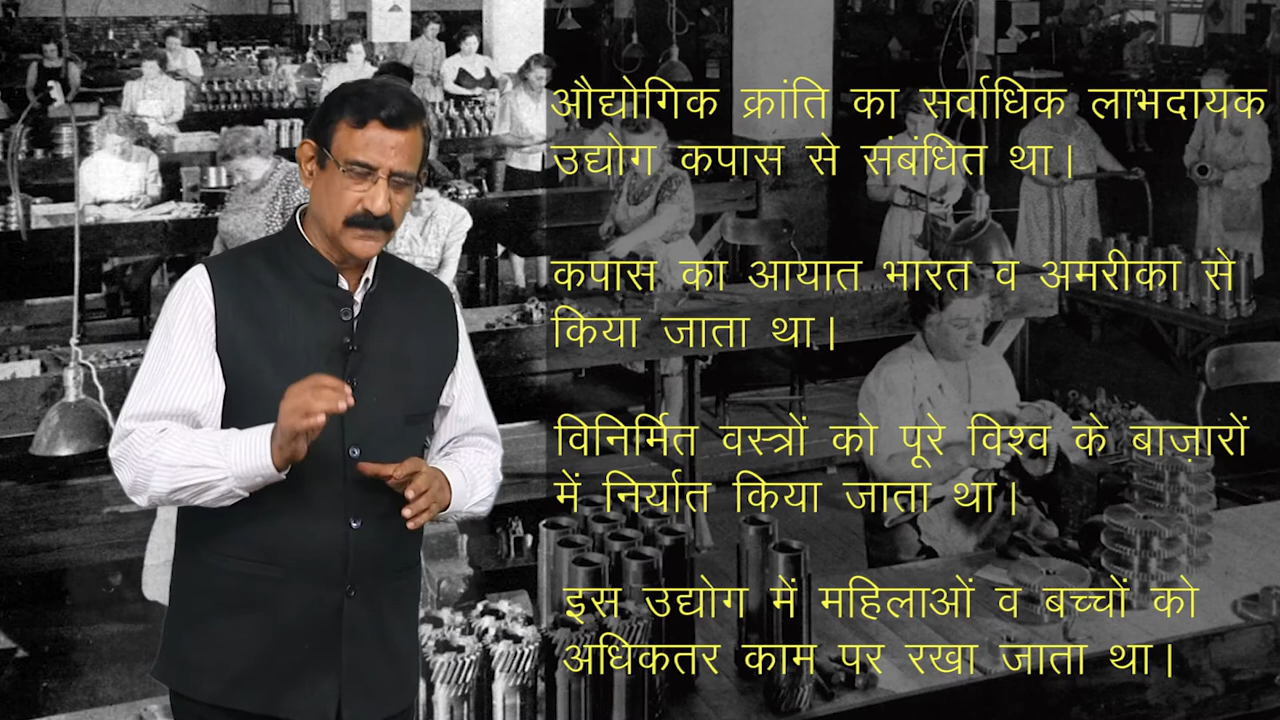 औद्योगिक क्रांति का सर्वाधिक लाभदायक
उद्योग कपास से संबंधित था।
कपास का आयात भारत व अमरीका से
किया जाता था।
विनिर्मित वस्त्रों को पूरे विश्व के बाज़ारों
में निर्यात किया जाता था।
इस उद्योग में महिलाओं व बच्चों को
अधिकतर काम पर रखा जाता था।